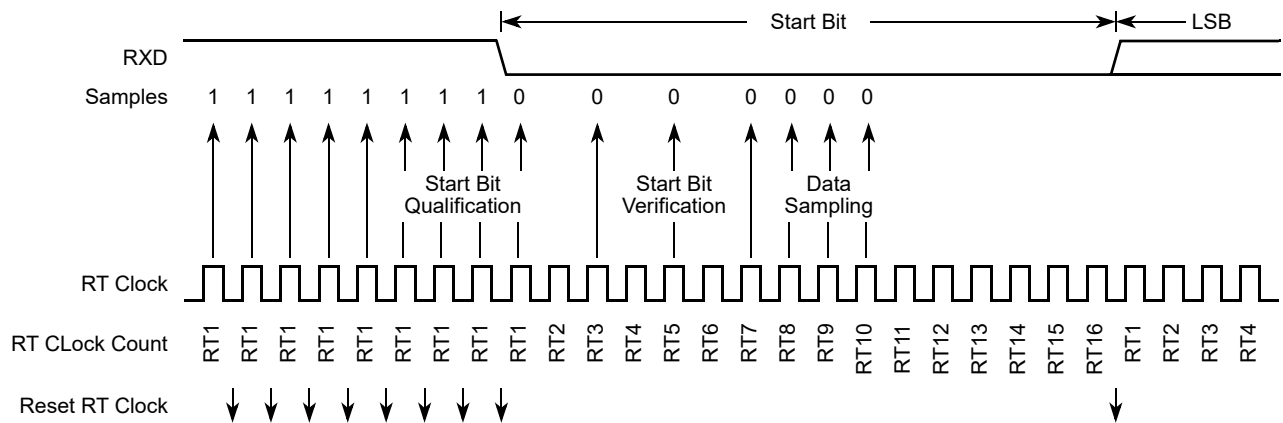 Start Bit LSB
RXD
Samples 1 1 1 1 1 1 1 1 0 0 0 0 0 0 0
Start Bit Qualification
Start Bit Verification
Data Sampling
RT Clock
RT CLock Count RT1 RT1 RT1 RT1 RT1 RT1 RT1 RT1 RT1 RT2 RT3 RT4 RT5 RT6 RT7 RT8 RT9 RT10 RT11 RT12 RT13 RT14 RT15 RT16 RT1 RT2 RT3 RT4
Reset RT Clock